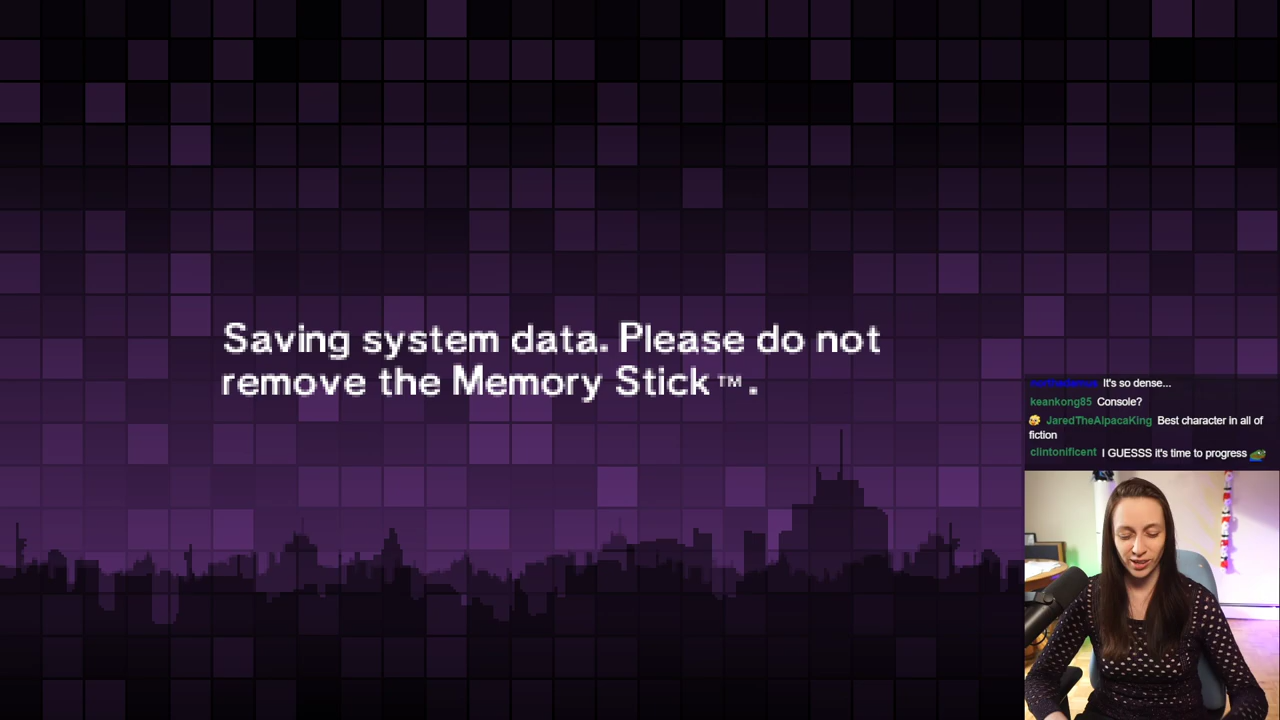 Saving system data. Please do not
remove the Memory Stick™.
It's so dense...
keankong85 Console?
JaredTheAlpacaKing Best character in all of
fiction
clintonificent I GUESSS it's time to progress